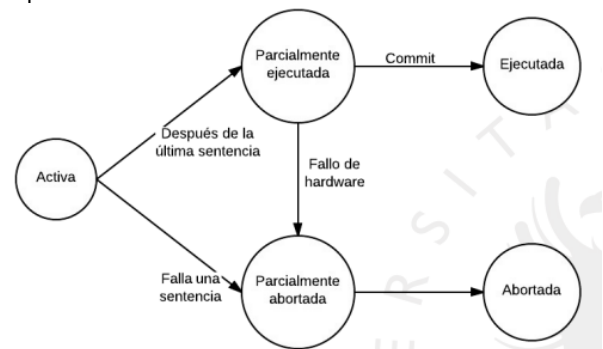 Parcialmente
ejecutada
Commit
Ejecutada
Después de la
última sentencia
Activa
Fallo de
hardware
Falla una
sentencia
Parcialmente
abortada
Abortada
E R S I T A